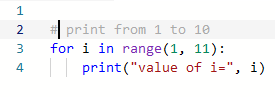 1
2 # print from 1 to 10
3 for i in range(1, 11):
4     print("value of i=", i)